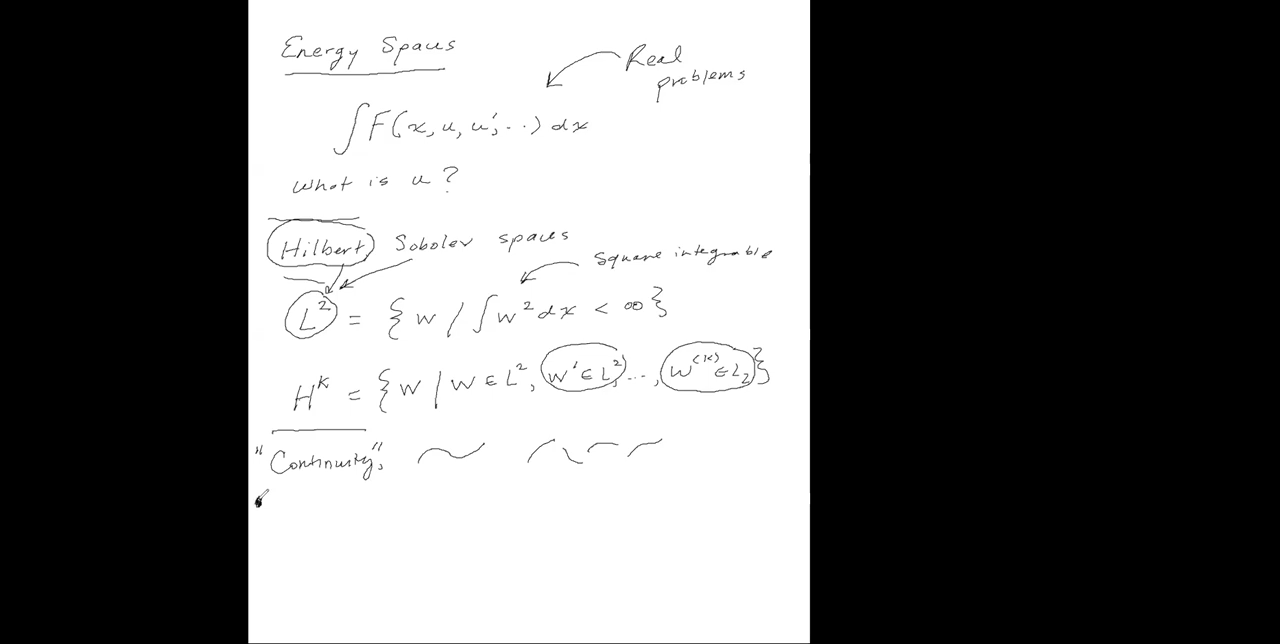 Energy Spaces
Real
problems
∫F(x, u, u', ...) dx
What is u?
Hilbert, Sobolev spaces
Square integrable
L² = {w / ∫w² dx < ∞}
Hᴷ = {w / w ∈ L², w' ∈ L², ..., w⁽ᴷ⁾ ∈ L₂}
"Continuity",